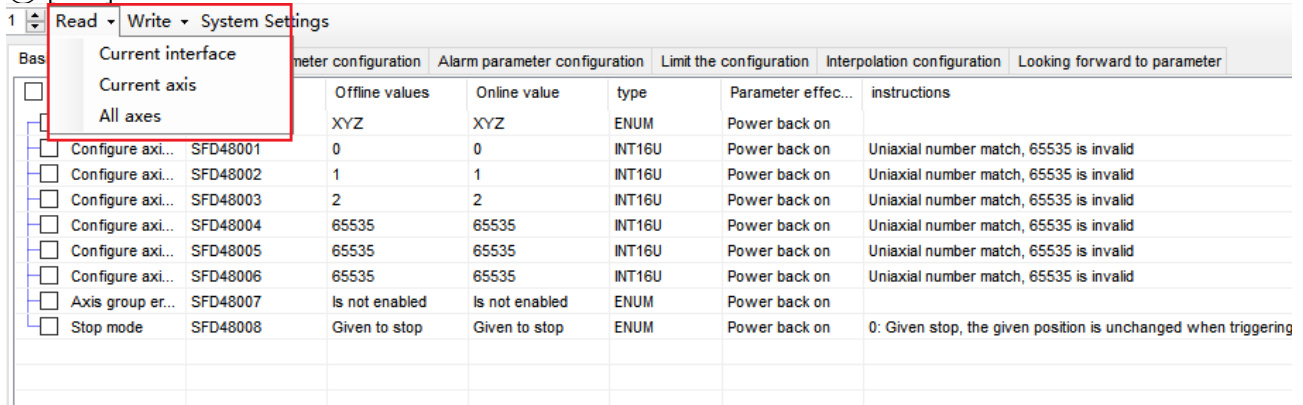 1 Read Write System Settings
Current interface
Current axis
All axes
Bas meter configuration Alarm parameter configuration Limit the configuration Interpolation configuration Looking forward to parameter
Offline values Online value type Parameter effec... instructions
XYZ XYZ ENUM Power back on
Configure axi... SFD48001 0 0 INT16U Power back on Uniaxial number match, 65535 is invalid
Configure axi... SFD48002 1 1 INT16U Power back on Uniaxial number match, 65535 is invalid
Configure axi... SFD48003 2 2 INT16U Power back on Uniaxial number match, 65535 is invalid
Configure axi... SFD48004 65535 65535 INT16U Power back on Uniaxial number match, 65535 is invalid
Configure axi... SFD48005 65535 65535 INT16U Power back on Uniaxial number match, 65535 is invalid
Configure axi... SFD48006 65535 65535 INT16U Power back on Uniaxial number match, 65535 is invalid
Axis group er... SFD48007 Is not enabled Is not enabled ENUM Power back on
Stop mode SFD48008 Given to stop Given to stop ENUM Power back on 0: Given stop, the given position is unchanged when triggering